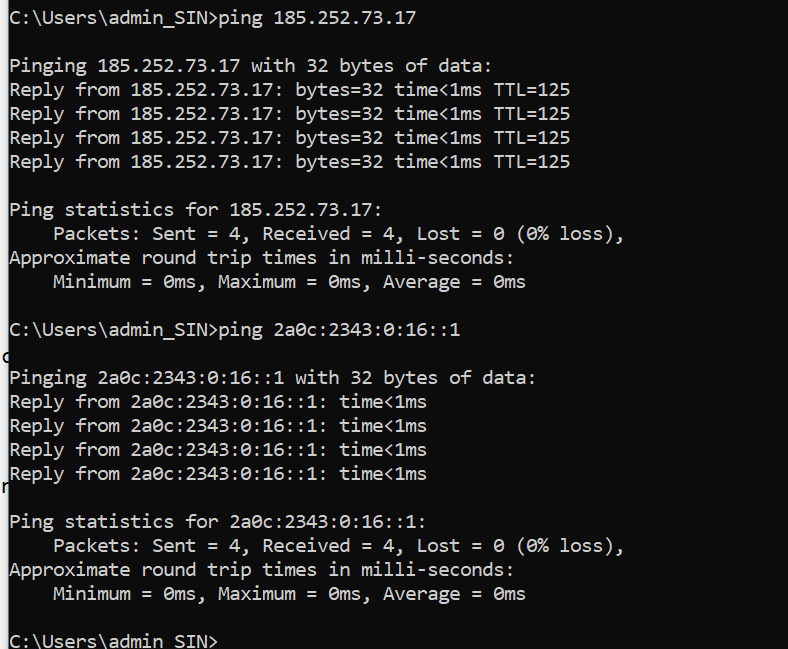 C:\Users\admin_SIN>ping 185.252.73.17
Pinging 185.252.73.17 with 32 bytes of data:
Reply from 185.252.73.17: bytes=32 time<1ms TTL=125
Reply from 185.252.73.17: bytes=32 time<1ms TTL=125
Reply from 185.252.73.17: bytes=32 time<1ms TTL=125
Reply from 185.252.73.17: bytes=32 time<1ms TTL=125
Ping statistics for 185.252.73.17:
    Packets: Sent = 4, Received = 4, Lost = 0 (0% loss),
Approximate round trip times in milli-seconds:
    Minimum = 0ms, Maximum = 0ms, Average = 0ms
C:\Users\admin_SIN>ping 2a0c:2343:0:16::1
Pinging 2a0c:2343:0:16::1 with 32 bytes of data:
Reply from 2a0c:2343:0:16::1: time<1ms
Reply from 2a0c:2343:0:16::1: time<1ms
Reply from 2a0c:2343:0:16::1: time<1ms
Reply from 2a0c:2343:0:16::1: time<1ms
Ping statistics for 2a0c:2343:0:16::1:
    Packets: Sent = 4, Received = 4, Lost = 0 (0% loss),
Approximate round trip times in milli-seconds:
    Minimum = 0ms, Maximum = 0ms, Average = 0ms
C:\Users\admin_SIN>